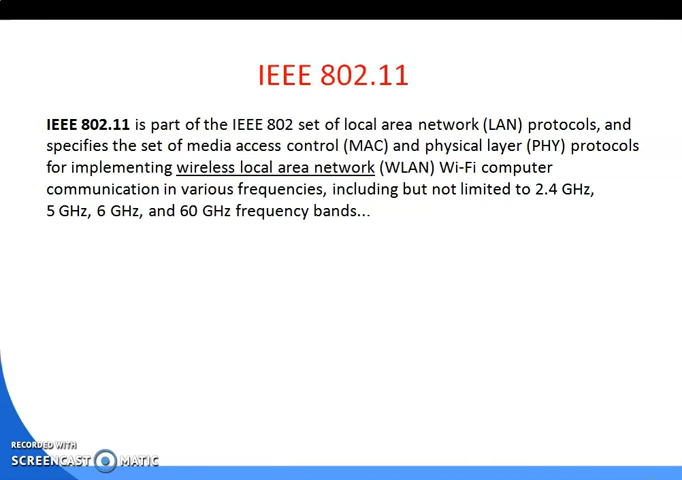 IEEE 802.11
IEEE 802.11 is part of the IEEE 802 set of local area network (LAN) protocols, and
specifies the set of media access control (MAC) and physical layer (PHY) protocols
for implementing wireless local area network (WLAN) Wi-Fi computer
communication in various frequencies, including but not limited to 2.4 GHz,
5 GHz, 6 GHz, and 60 GHz frequency bands...
RECORDED WITH
SCREENCAST MATIC